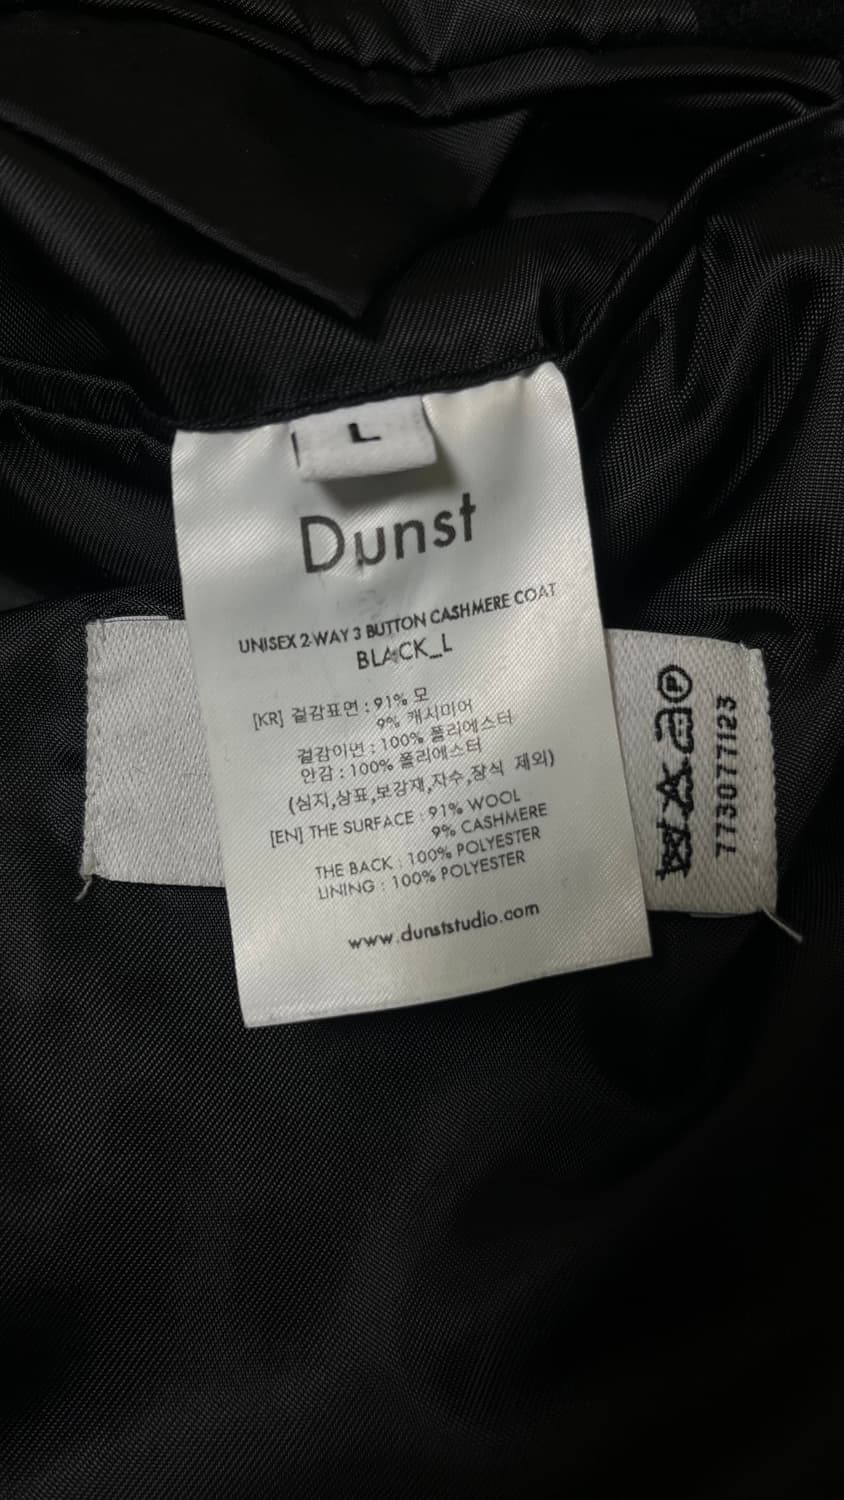 L
Dunst
UNISEX 2-WAY 3 BUTTON CASHMERE COAT
BLACK_L
[KR] 겉감표면 : 91% 모
9% 캐시미어
겉감이면 : 100% 폴리에스터
안감 : 100% 폴리에스터
(심지,상표,보강재,자수,장식 제외)
[EN] THE SURFACE : 91% WOOL
9% CASHMERE
THE BACK : 100% POLYESTER
LINING : 100% POLYESTER
www.dunststudio.com
P
773077123